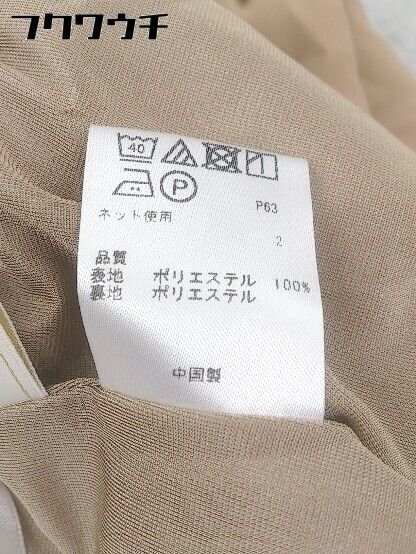 フクワウチ
40
P
ネット使用 P63
2
品質
表地 ポリエステル 100%
裏地 ポリエステル
中国製